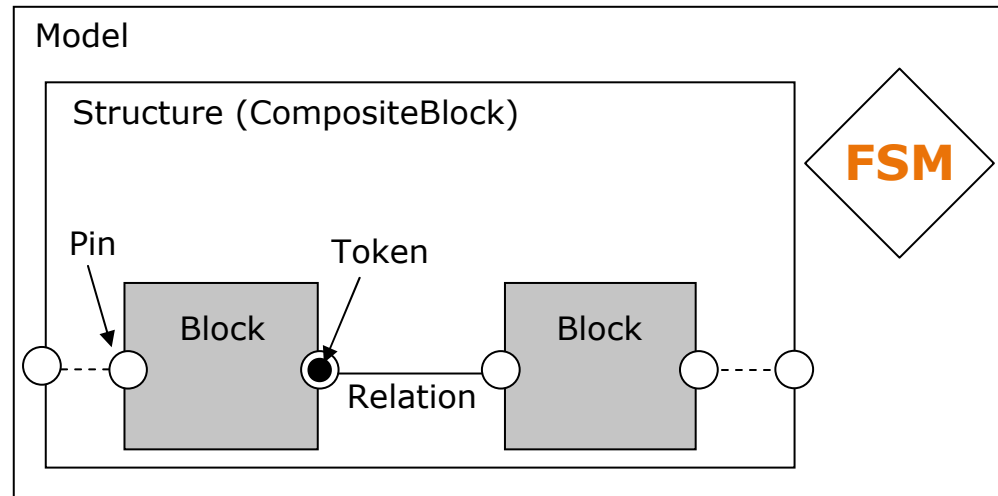 Model
Structure (CompositeBlock)
FSM
Pin
Token
Block
Block
Relation